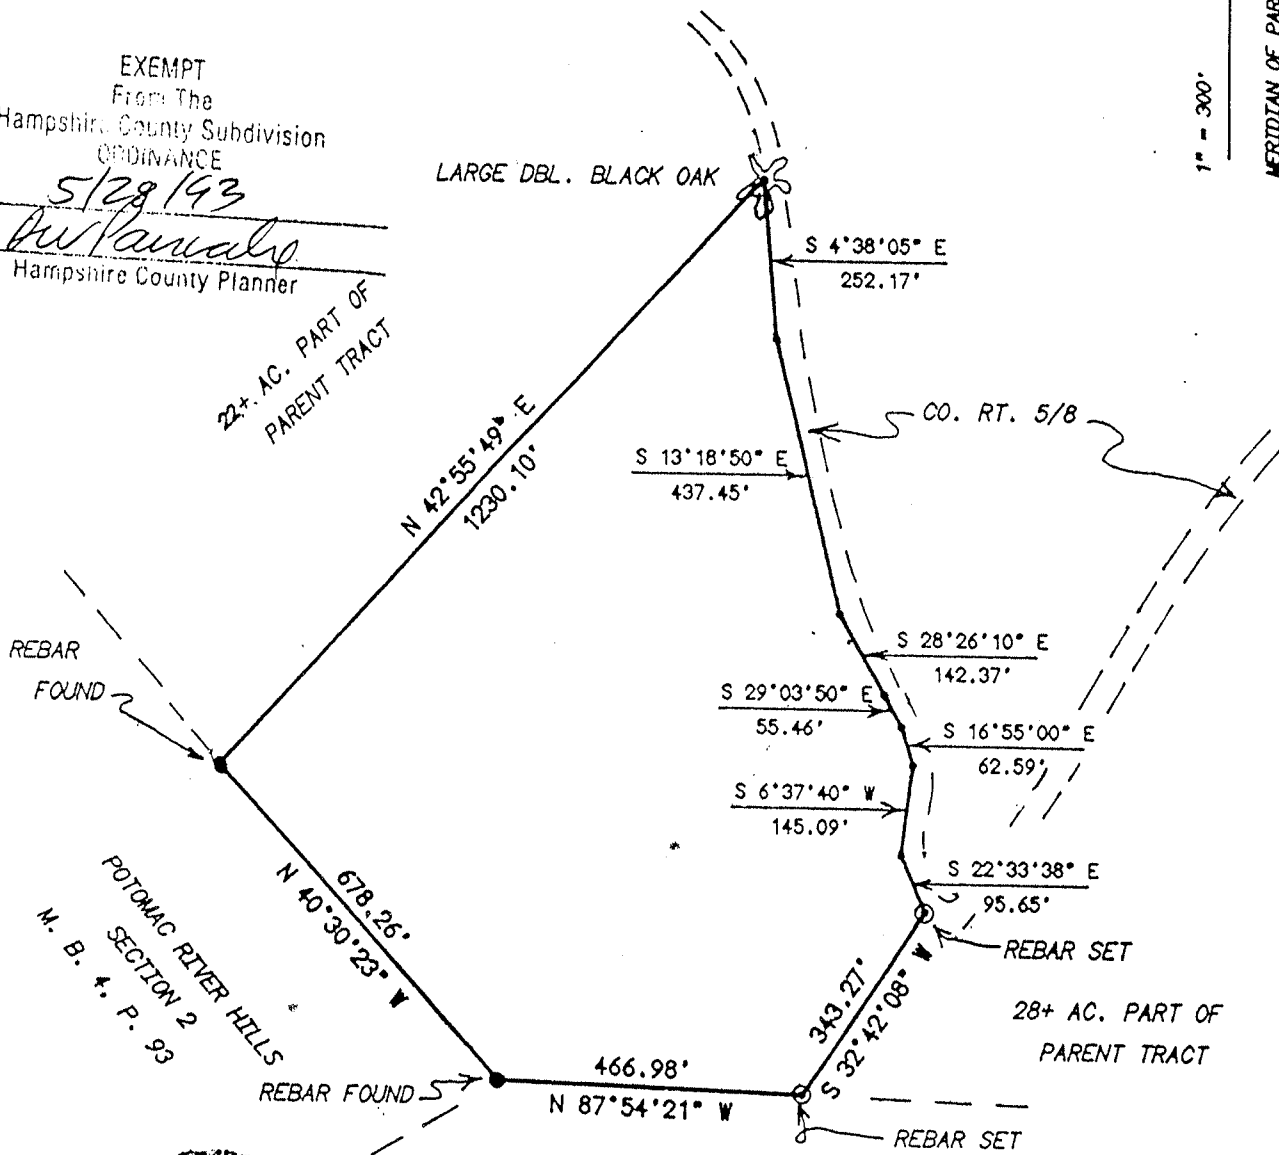 EXEMPT
From The
Hampshire County Subdivision
ORDINANCE
5/28/93
Hampshire County Planner
1" = 300'
MERIDIAN OF PAR
LARGE DBL. BLACK OAK
S 4°38'05" E
252.17'
22+. AC. PART OF
PARENT TRACT
CO. RT. 5/8
N 42°55'49" E
1230.10'
S 13°18'50" E
437.45'
REBAR
FOUND
S 28°26'10" E
142.37'
S 29°03'50" E
55.46'
S 16°55'00" E
62.59'
S 6°37'40" W
145.09'
S 22°33'38" E
95.65'
REBAR SET
678.26'
N 40°30'23" W
POTOMAC RIVER HILLS
SECTION 2
M. B. 4, P. 93
343.27'
S 32°42'08" W
28+ AC. PART OF
PARENT TRACT
REBAR FOUND
466.98'
N 87°54'21" W
REBAR SET